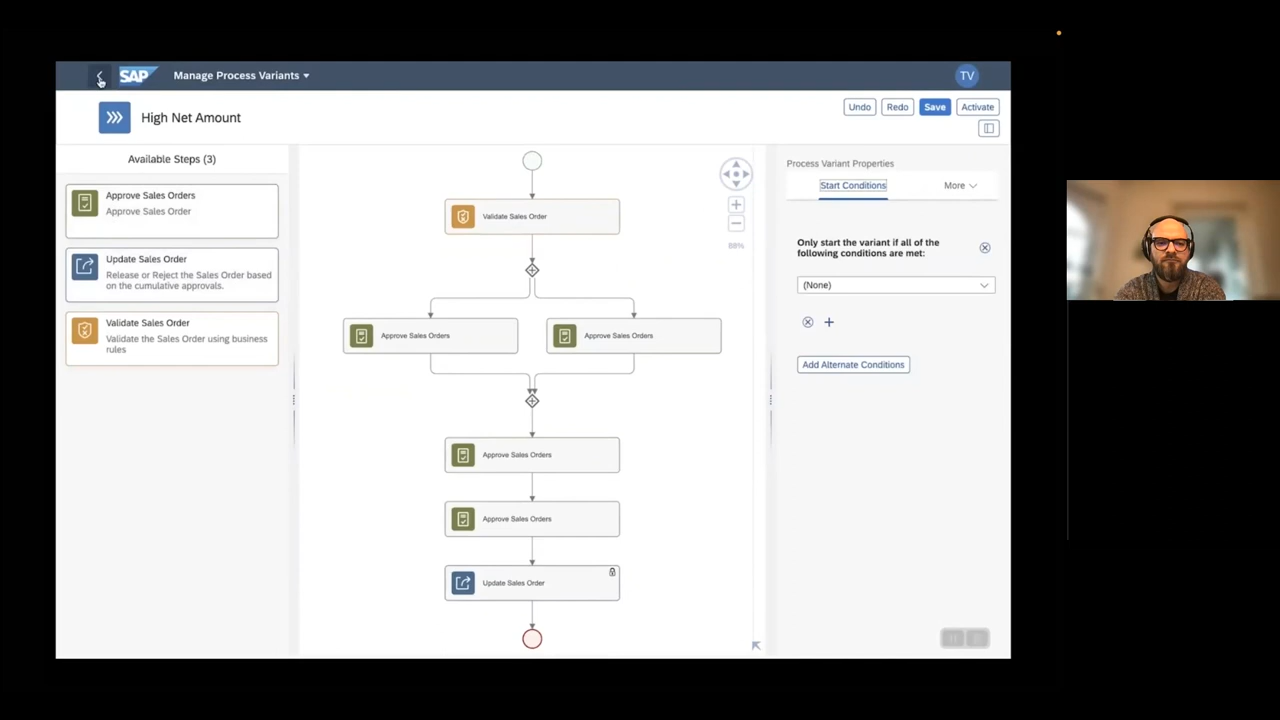 SAP
Manage Process Variants
TV
High Net Amount
Undo
Redo
Save
Activate
Available Steps (3)
Approve Sales Orders
Approve Sales Order
Update Sales Order
Release or Reject the Sales Order based
on the cumulative approvals.
Validate Sales Order
Validate the Sales Order using business
rules
Validate Sales Order
Approve Sales Orders
Approve Sales Orders
Approve Sales Orders
Approve Sales Orders
Update Sales Order
88%
Process Variant Properties
Start Conditions
More
Only start the variant if all of the
following conditions are met:
(None)
Add Alternate Conditions